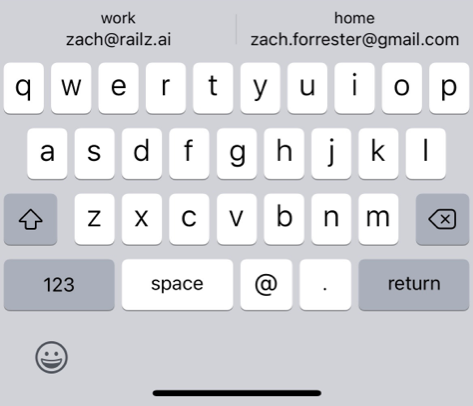 work home
zach@railz.ai zach.forrester@gmail.com
q w e r t y u i o p
a s d f g h j k l
z x c v b n m
123 space @ . return